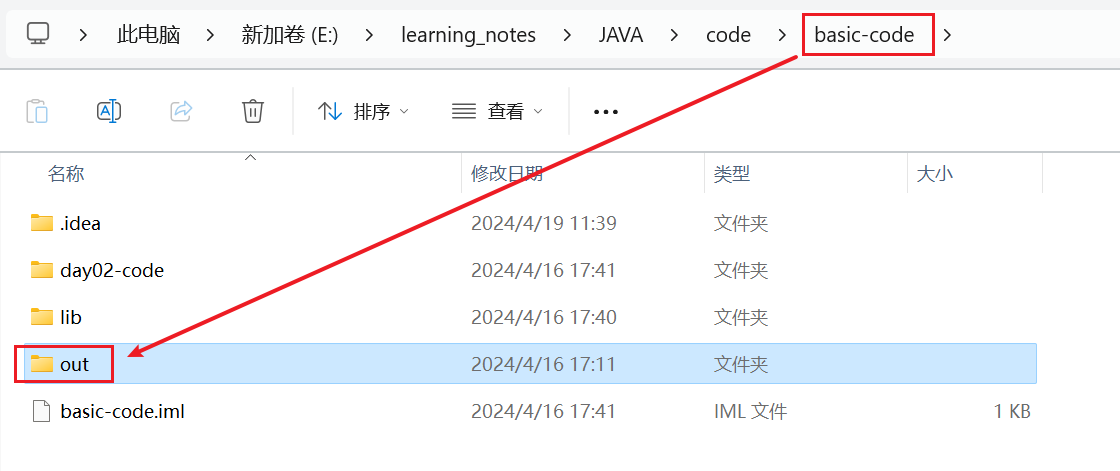 此电脑 新加卷 (E:) learning_notes JAVA code basic-code
排序 查看
名称 修改日期 类型 大小
.idea 2024/4/19 11:39 文件夹
day02-code 2024/4/16 17:41 文件夹
lib 2024/4/16 17:40 文件夹
out 2024/4/16 17:11 文件夹
basic-code.iml 2024/4/16 17:41 IML 文件 1 KB